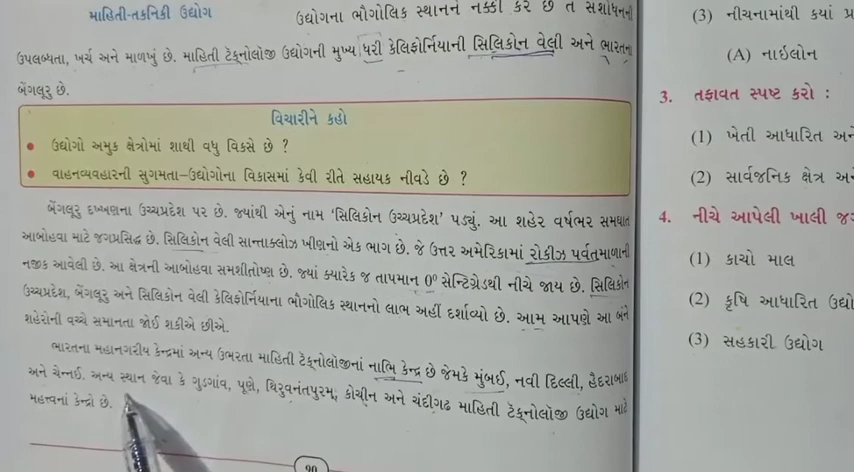 માહિતી-તકનિકી ઉદ્યોગ
ઉદ્યોગના ભૌગોલિક સ્થાનને નક્કી કરે છે તે સંશાધનની
ઉપલબ્ધતા, ખર્ચ અને માળખું છે. માહિતી ટૅક્નોલૉજી ઉદ્યોગની મુખ્ય ધરી કેલિફોર્નિયાની સિલિકોન વેલી અને ભારતના
બેંગલૂરુ છે.
વિચારીને કહો
• ઉદ્યોગો અમુક ક્ષેત્રોમાં શાથી વધુ વિકસે છે ?
• વાહનવ્યવહારની સુગમતા–ઉદ્યોગોના વિકાસમાં કેવી રીતે સહાયક નીવડે છે ?
બેંગલૂરુ દખ્ખણના ઉચ્ચપ્રદેશ પર છે. જ્યાંથી એનું નામ 'સિલિકોન ઉચ્ચપ્રદેશ' પડ્યું. આ શહેર વર્ષભર સમઘાત
આબોહવા માટે જગપ્રસિદ્ધ છે. સિલિકોન વેલી સાન્તાક્લોઝ ખીણનો એક ભાગ છે. જે ઉત્તર અમેરિકામાં રોકીઝ પર્વતમાળાની
નજીક આવેલી છે. આ ક્ષેત્રની આબોહવા સમશીતોષ્ણ છે. જ્યાં ક્યારેક જ તાપમાન 0° સેન્ટિગ્રેડથી નીચે જાય છે. સિલિકોન
ઉચ્ચપ્રદેશ, બેંગલૂરુ અને સિલિકોન વેલી કેલિફોર્નિયાના ભૌગોલિક સ્થાનનો લાભ અહીં દર્શાવ્યો છે. આમ આપણે આ બંને
શહેરોની વચ્ચે સમાનતા જોઈ શકીએ છીએ.
ભારતના મહાનગરીય કેન્દ્રમાં અન્ય ઉભરતા માહિતી ટૅક્નોલૉજીનાં નાભિ કેન્દ્ર છે જેમકે મુંબઈ, નવી દિલ્લી, હૈદરાબાદ
અને ચેન્નઈ. અન્ય સ્થાન જેવા કે ગુડગાંવ, પૂણે, થિરુવનંતપુરમ, કોચીન અને ચંદીગઢ માહિતી ટૅક્નોલૉજી ઉદ્યોગ માટે
મહત્ત્વનાં કેન્દ્રો છે.
90
(3) નીચનામાંથી કયાં પ્ર
(A) નાઇલોન
3. તફાવત સ્પષ્ટ કરો :
(1) ખેતી આધારિત અને
(2) સાર્વજનિક ક્ષેત્ર અ
4. નીચે આપેલી ખાલી જ
(1) કાચો માલ
(2) કૃષિ આધારિત ઉદ્યો
(3) સહકારી ઉદ્યોગ